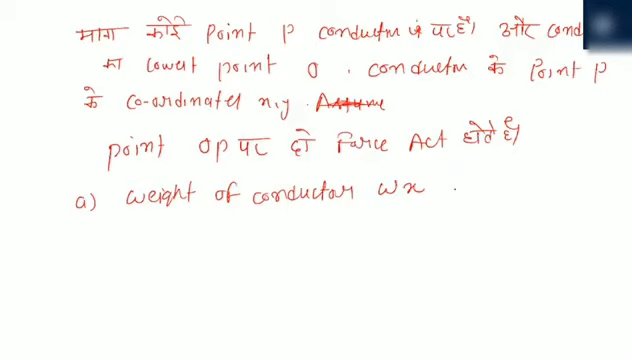 माना कोई point P conductor पर है। और cond
का lowest point O . conductor के Point P
के co-ordinates x,y. Assume
point OP पर दो Force Act होते है।
a) weight of conductor wx .